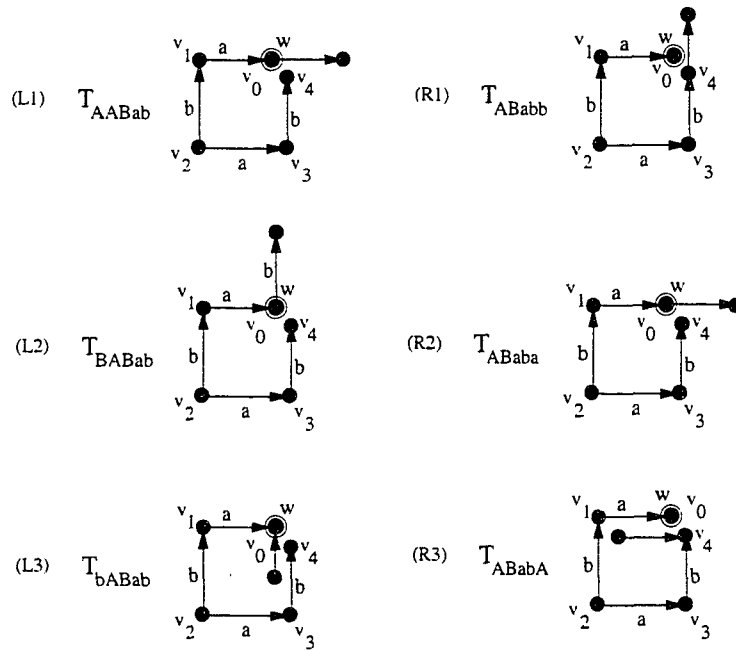 (L1) T_AABab v1 a w v0 v4 b b v2 a v3
(R1) T_ABabb v1 a w v0 v4 b b v2 a v3
(L2) T_BABab b v1 a w v0 v4 b b v2 a v3
(R2) T_ABaba v1 a w v0 v4 b b v2 a v3
(L3) T_bABab v1 a w v0 v4 b b v2 a v3
(R3) T_ABabA v1 a w v0 v4 b b v2 a v3